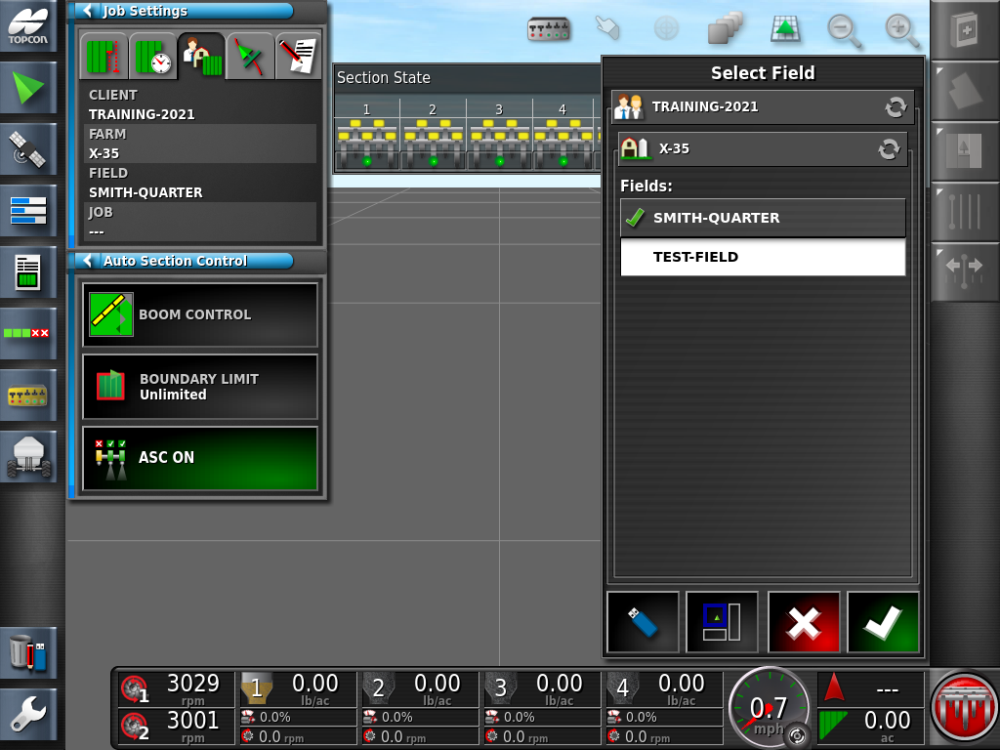 TOPCON
Job Settings
CLIENT
TRAINING-2021
FARM
X-35
FIELD
SMITH-QUARTER
JOB
---
Auto Section Control
BOOM CONTROL
BOUNDARY LIMIT
Unlimited
ASC ON
Section State
1 2 3 4
Select Field
TRAINING-2021
X-35
Fields:
SMITH-QUARTER
TEST-FIELD
1 3029 rpm
2 3001 rpm
1 0.00 lb/ac
0.0%
0.0 rpm
2 0.00 lb/ac
0.0%
0.0 rpm
3 0.00 lb/ac
0.0%
0.0 rpm
4 0.00 lb/ac
0.0%
0.0 rpm
0.7
mph
---
0.00
ac